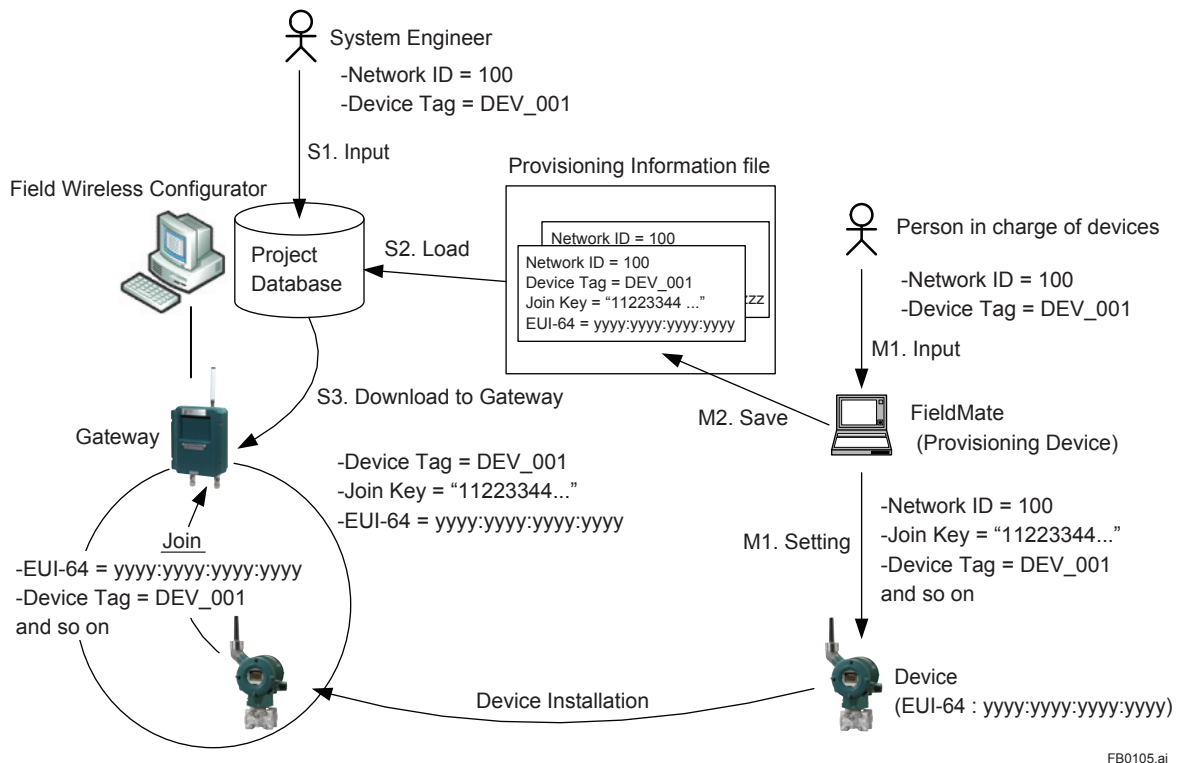 System Engineer
-Network ID = 100
-Device Tag = DEV_001
S1. Input
Provisioning Information file
Field Wireless Configurator
Project
Database
S2. Load
Network ID = 100
Network ID = 100
Device Tag = DEV_001
Join Key = “11223344 ...”
zzz
EUI-64 = yyyy:yyyy:yyyy:yyyy
Person in charge of devices
-Network ID = 100
-Device Tag = DEV_001
M1. Input
S3. Download to Gateway
M2. Save
FieldMate
(Provisioning Device)
Gateway
-Device Tag = DEV_001
-Join Key = “11223344...”
-EUI-64 = yyyy:yyyy:yyyy:yyyy
M1. Setting
-Network ID = 100
-Join Key = “11223344...”
-Device Tag = DEV_001
and so on
Join
-EUI-64 = yyyy:yyyy:yyyy:yyyy
-Device Tag = DEV_001
and so on
Device Installation
Device
(EUI-64 : yyyy:yyyy:yyyy:yyyy)
FB0105.ai